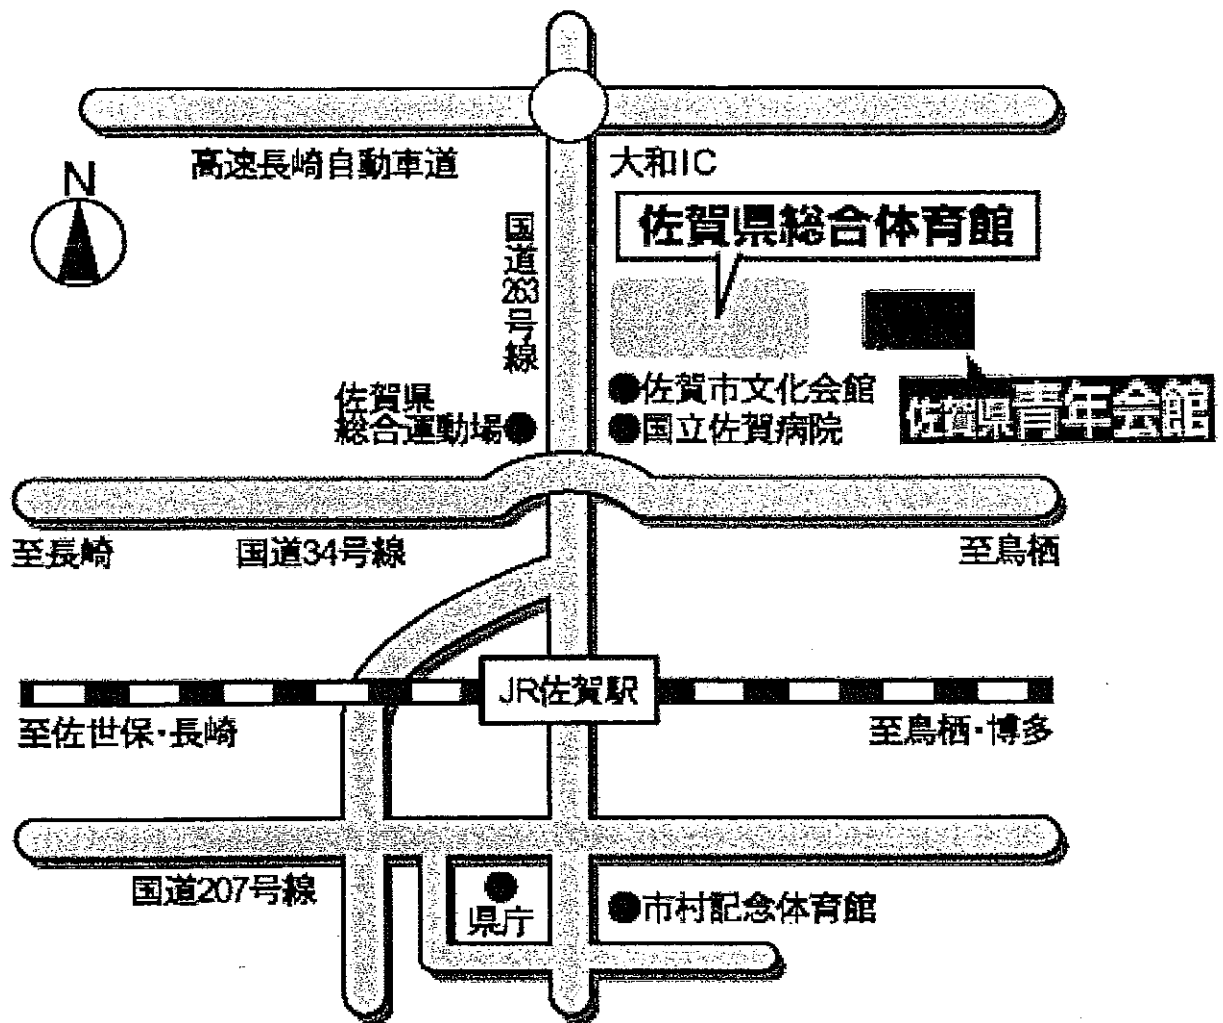 高速長崎自動車道
大和IC
N
国道263号線
佐賀県総合体育館
佐賀県
総合運動場
佐賀市文化会館
国立佐賀病院
佐賀県青年会館
至長崎
国道34号線
至鳥栖
JR佐賀駅
至佐世保・長崎
至鳥栖・博多
国道207号線
県庁
市村記念体育館